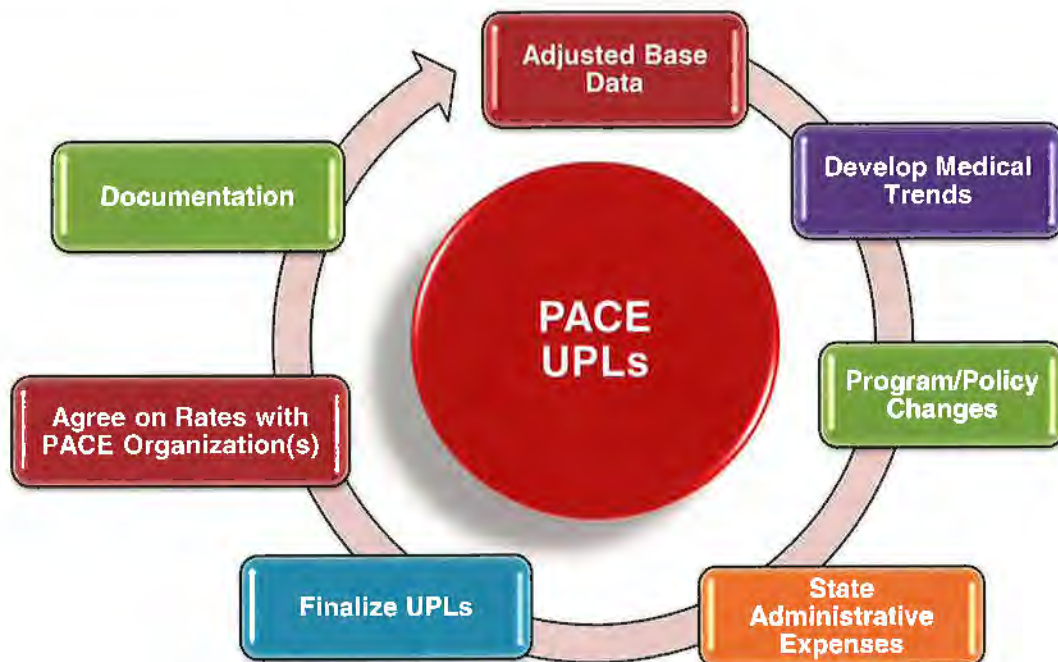 Adjusted Base
Data
Develop Medical
Trends
Program/Policy
Changes
State
Administrative
Expenses
Finalize UPLs
Agree on Rates with
PACE Organization(s)
Documentation
PACE
UPLs